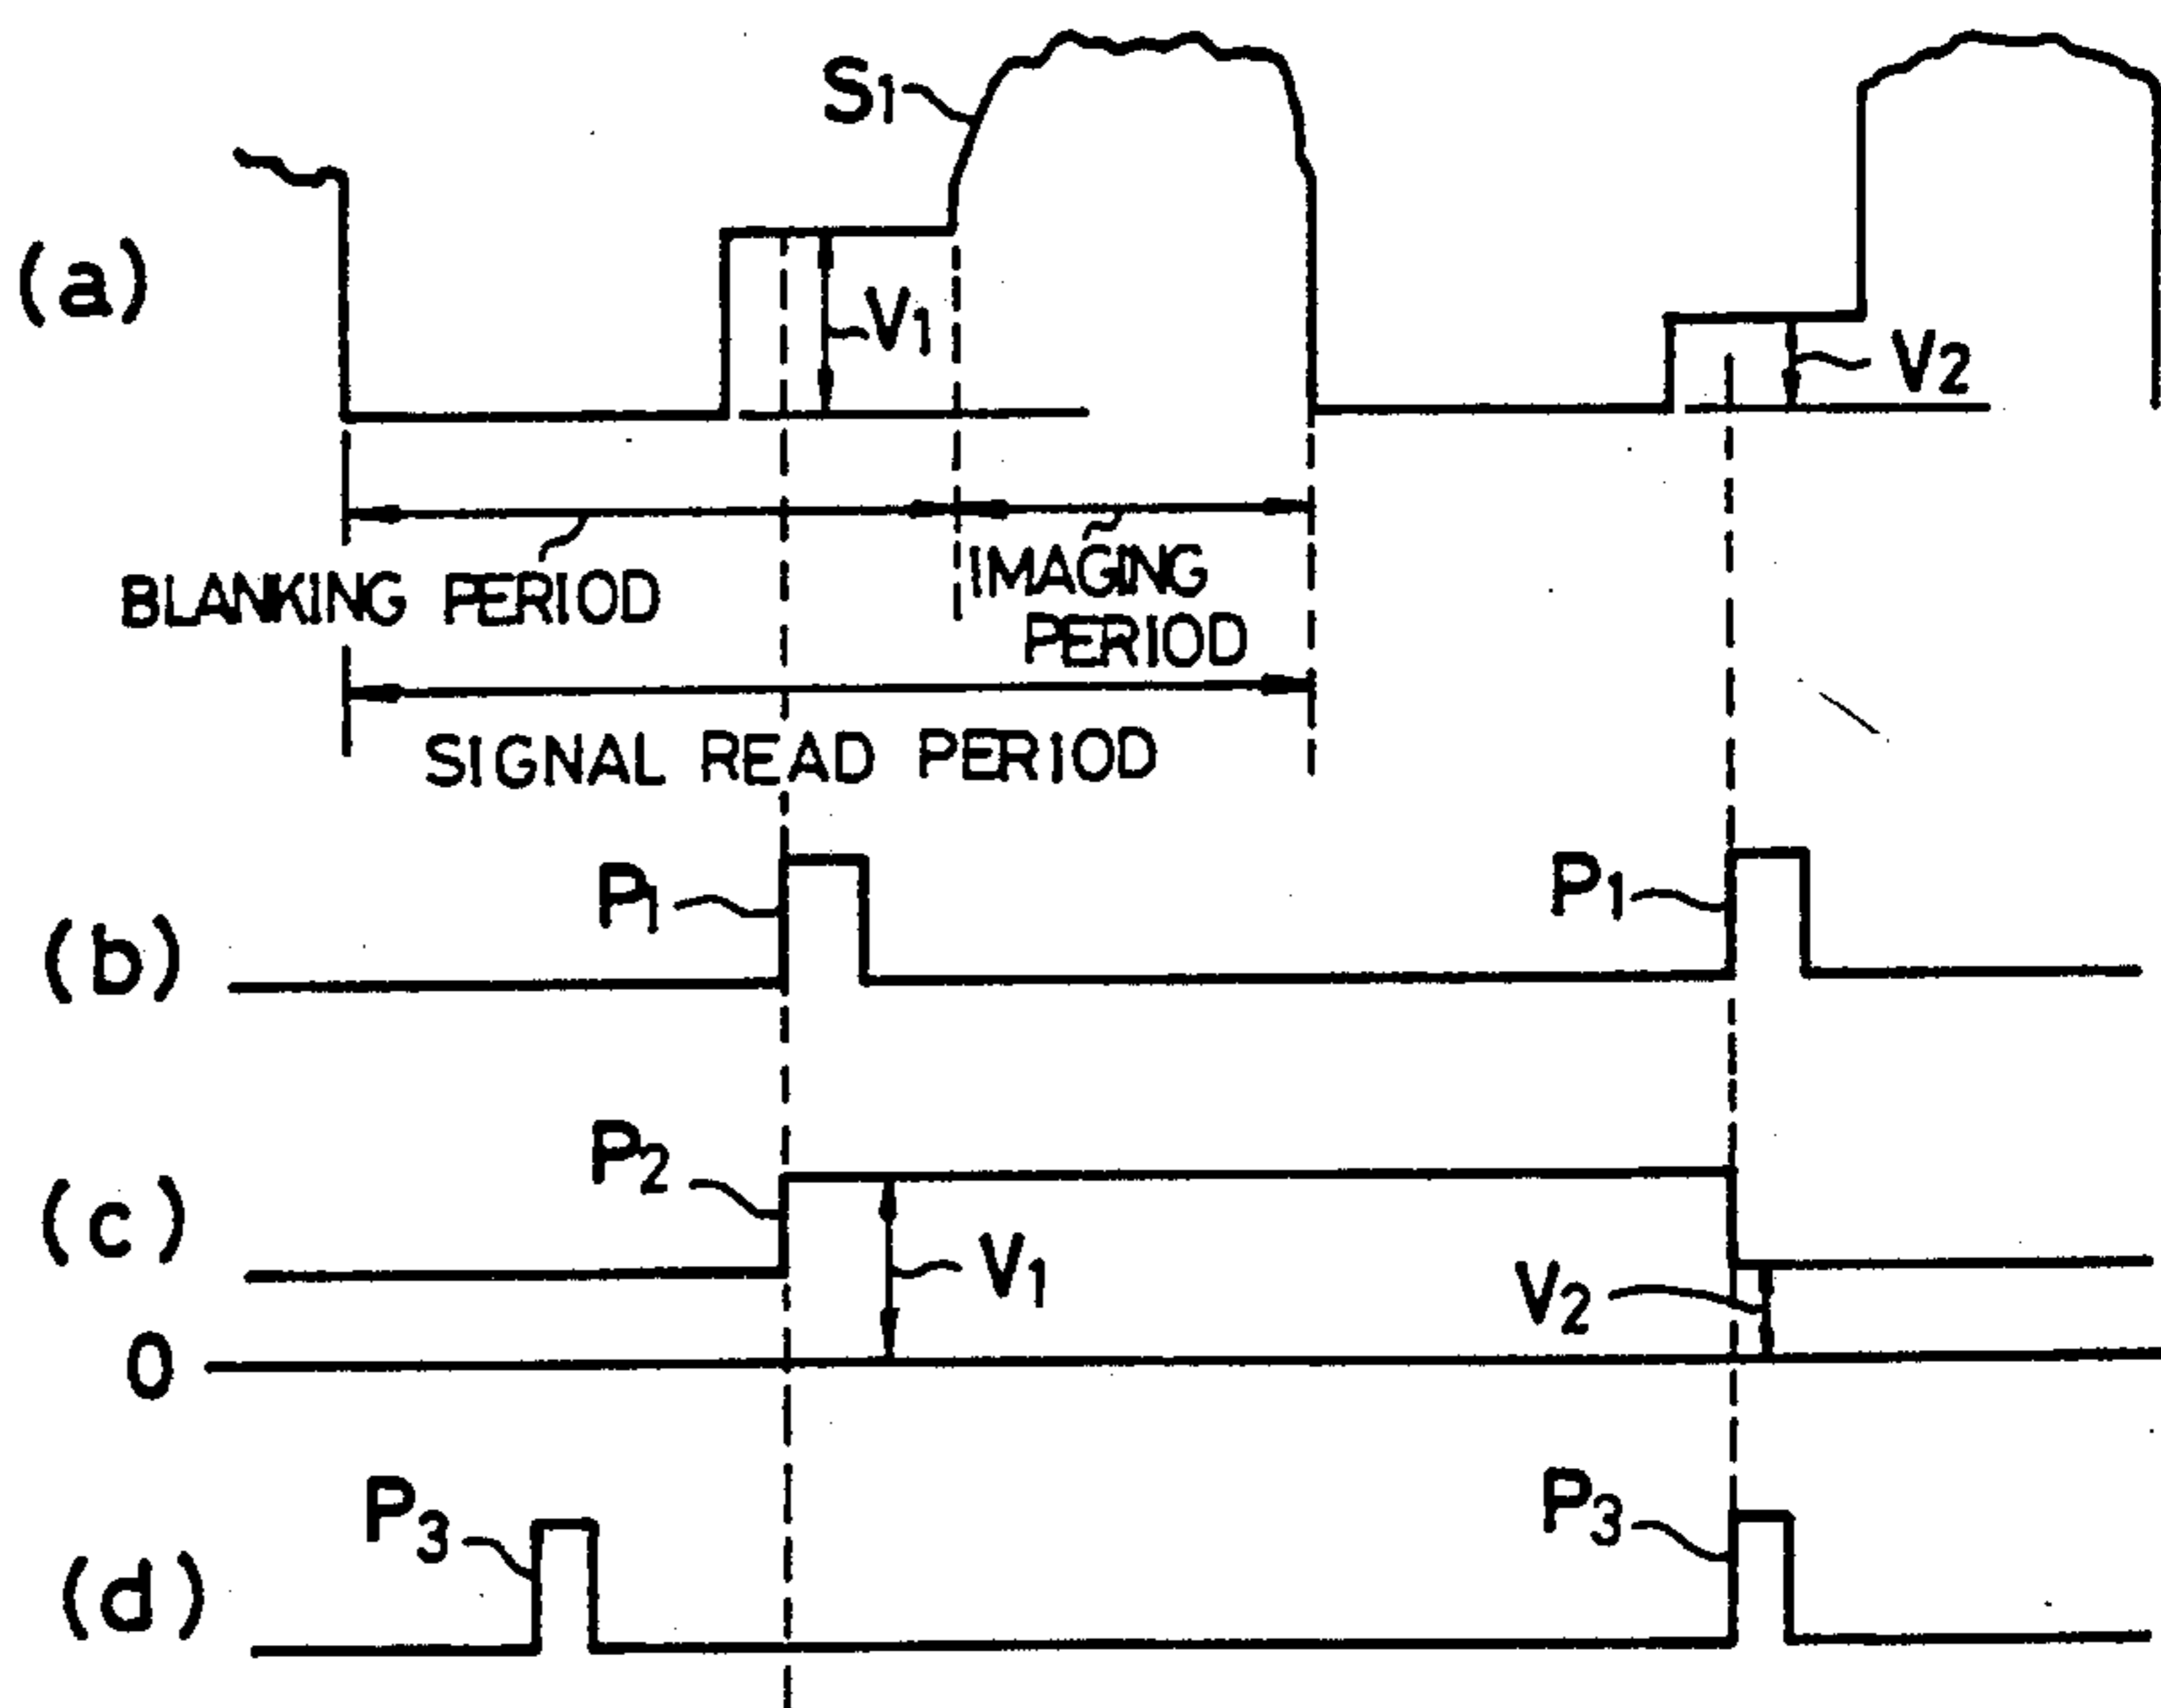 (a)
S1
V1
V2
BLANKING PERIOD
IMAGING
PERIOD
SIGNAL READ PERIOD
(b)
P1
P1
(c)
P2
V1
V2
0
(d)
P3
P3